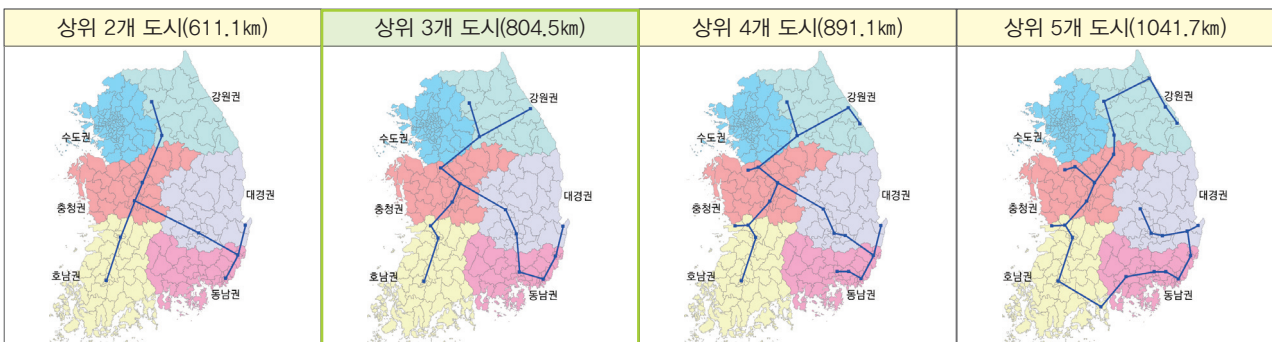 상위 2개 도시(611.1㎞)
상위 3개 도시(804.5㎞)
상위 4개 도시(891.1㎞)
상위 5개 도시(1041.7㎞)
강원권
수도권
대경권
충청권
호남권
동남권
강원권
수도권
대경권
충청권
호남권
동남권
강원권
수도권
대경권
충청권
호남권
동남권
강원권
수도권
대경권
충청권
호남권
동남권